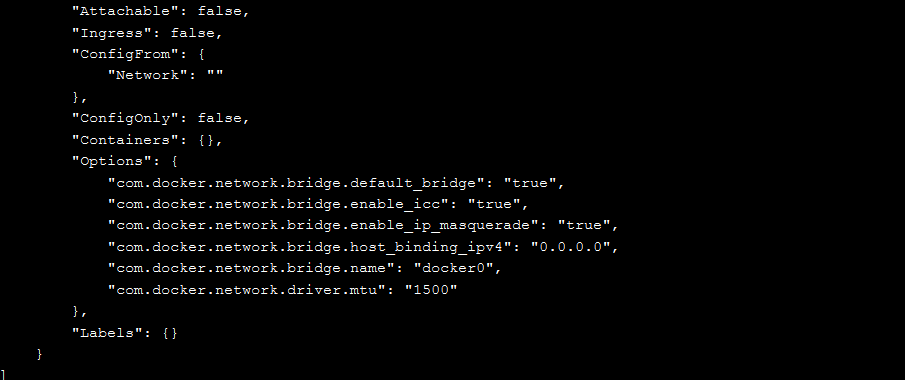 "Attachable": false,
"Ingress": false,
"ConfigFrom": {
"Network": ""
},
"ConfigOnly": false,
"Containers": {},
"Options": {
"com.docker.network.bridge.default_bridge": "true",
"com.docker.network.bridge.enable_icc": "true",
"com.docker.network.bridge.enable_ip_masquerade": "true",
"com.docker.network.bridge.host_binding_ipv4": "0.0.0.0",
"com.docker.network.bridge.name": "docker0",
"com.docker.network.driver.mtu": "1500"
},
"Labels": {}
}
]